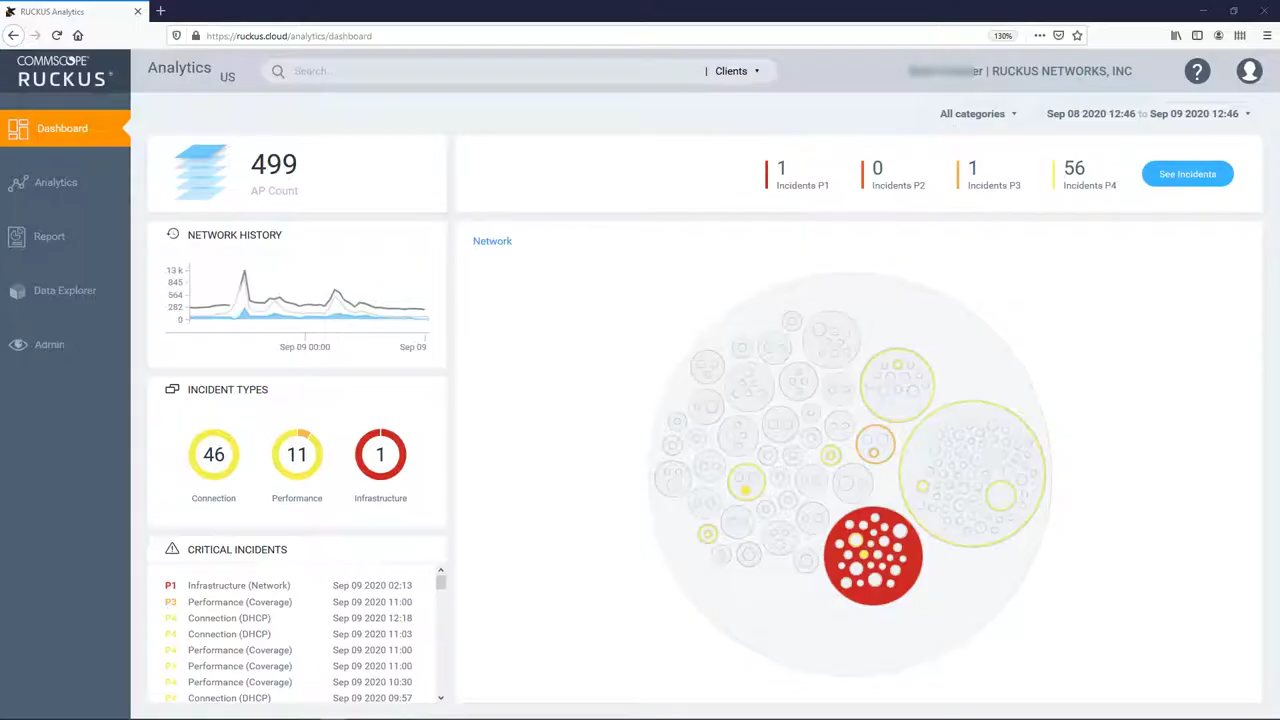 RUCKUS Analytics
https://ruckus.cloud/analytics/dashboard
130%
COMMSCOPE
RUCKUS
Analytics US
Search...
Clients
er | RUCKUS NETWORKS, INC
?
Dashboard
Analytics
Report
Data Explorer
Admin
All categories
Sep 08 2020 12:46 to Sep 09 2020 12:46
499
AP Count
1
Incidents P1
0
Incidents P2
1
Incidents P3
56
Incidents P4
See Incidents
NETWORK HISTORY
13 k
845
564
282
0
Sep 09 00:00
Sep 09
Network
INCIDENT TYPES
46
Connection
11
Performance
1
Infrastructure
CRITICAL INCIDENTS
P1 Infrastructure (Network) Sep 09 2020 02:13
P3 Performance (Coverage) Sep 09 2020 11:00
P4 Connection (DHCP) Sep 09 2020 12:18
P4 Connection (DHCP) Sep 09 2020 11:03
P4 Performance (Coverage) Sep 09 2020 11:00
P4 Performance (Coverage) Sep 09 2020 11:00
P4 Performance (Coverage) Sep 09 2020 10:30
P4 Connection (DHCP) Sep 09 2020 09:57